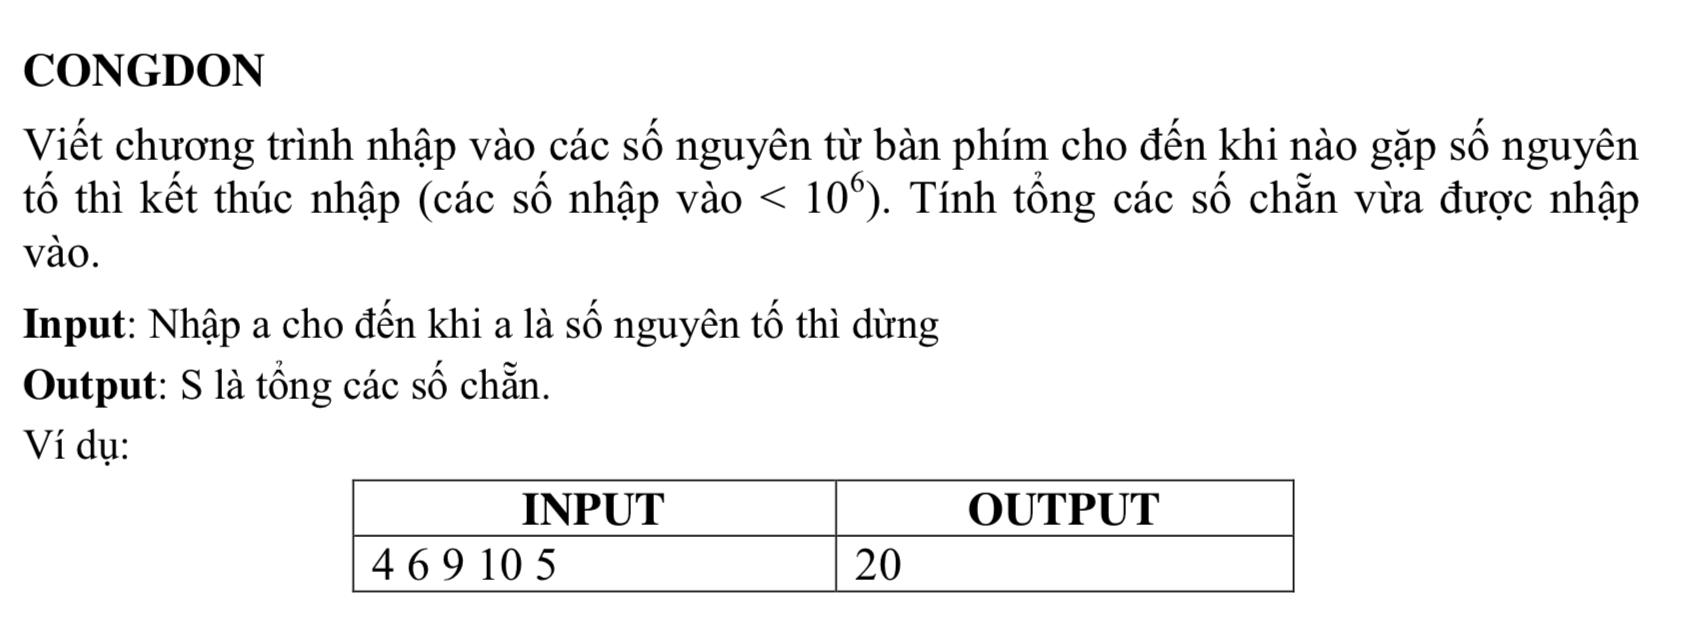 CONGDON
Viết chương trình nhập vào các số nguyên từ bàn phím cho đến khi nào gặp số nguyên
tố thì kết thúc nhập (các số nhập vào < 10⁶). Tính tổng các số chẵn vừa được nhập
vào.
Input: Nhập a cho đến khi a là số nguyên tố thì dừng
Output: S là tổng các số chẵn.
Ví dụ:
INPUT OUTPUT
4 6 9 10 5 20